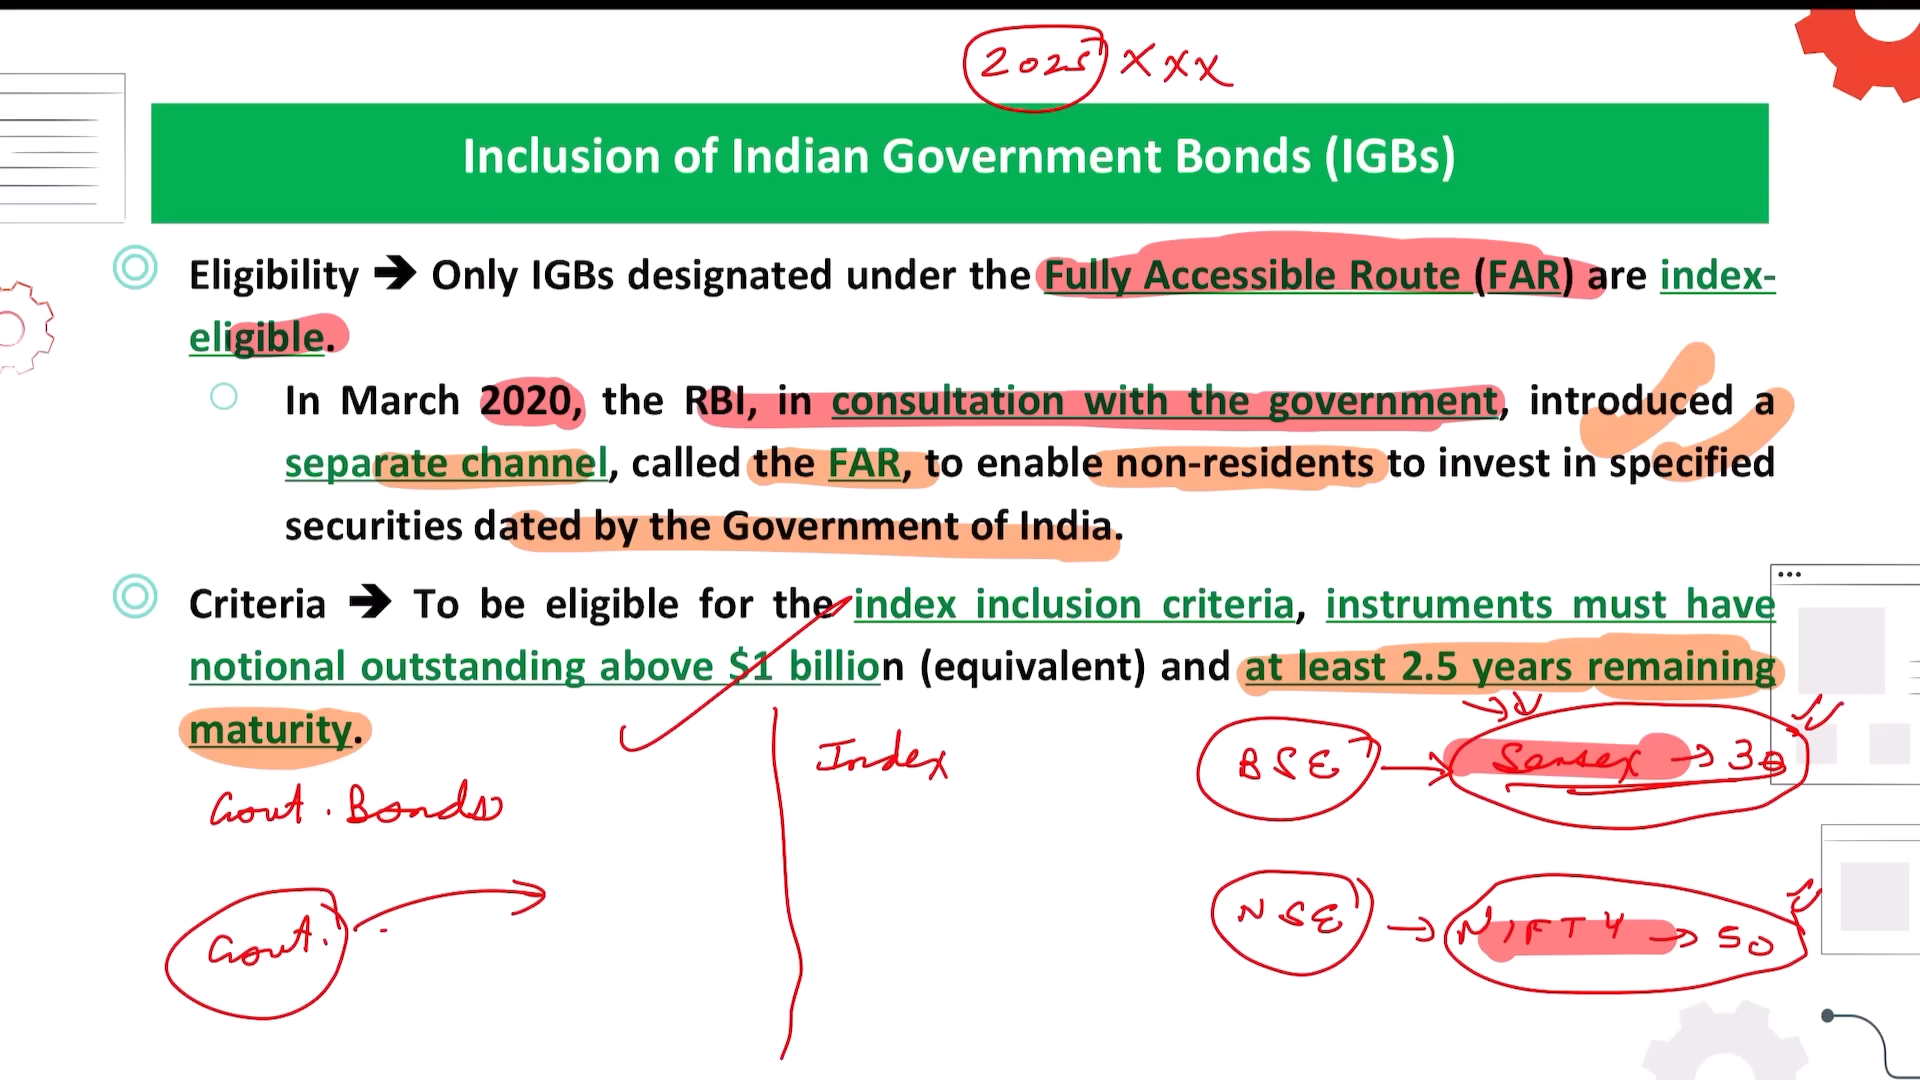 2025 x x x
Inclusion of Indian Government Bonds (IGBs)
Eligibility ➔ Only IGBs designated under the Fully Accessible Route (FAR) are index-
eligible.
In March 2020, the RBI, in consultation with the government, introduced a
separate channel, called the FAR, to enable non-residents to invest in specified
securities dated by the Government of India.
Criteria ➔ To be eligible for the index inclusion criteria, instruments must have
notional outstanding above $1 billion (equivalent) and at least 2.5 years remaining
maturity.
Govt. Bonds
Govt.
Index
BSE → Sensex → 30
NSE → NIFTY → 50